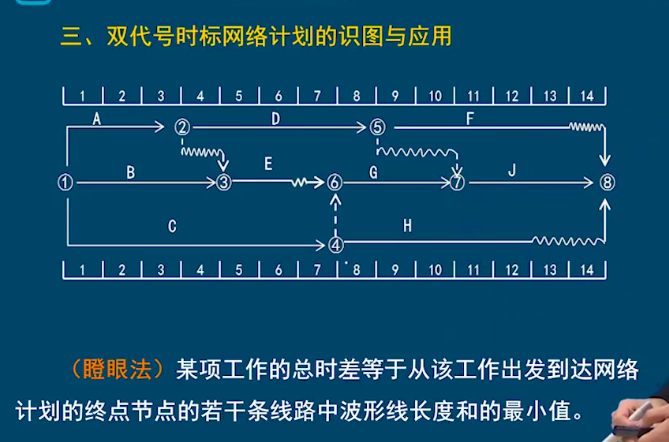 三、双代号时标网络计划的识图与应用
1 2 3 4 5 6 7 8 9 10 11 12 13 14
A D F
② ⑤
E
B G J
① ③ ⑥ ⑦ ⑧
C H
④
1 2 3 4 5 6 7 8 9 10 11 12 13 14
（瞪眼法）某项工作的总时差等于从该工作出发到达网络
计划的终点节点的若干条线路中波形线长度和的最小值。